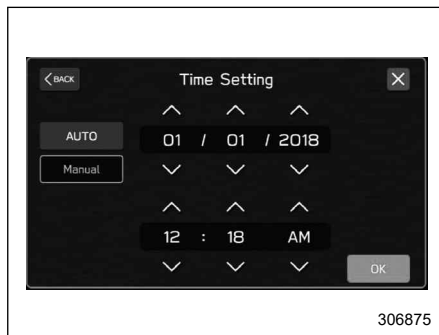 BACK Time Setting
AUTO
01 / 01 / 2018
Manual
12 : 18 AM
OK
306875